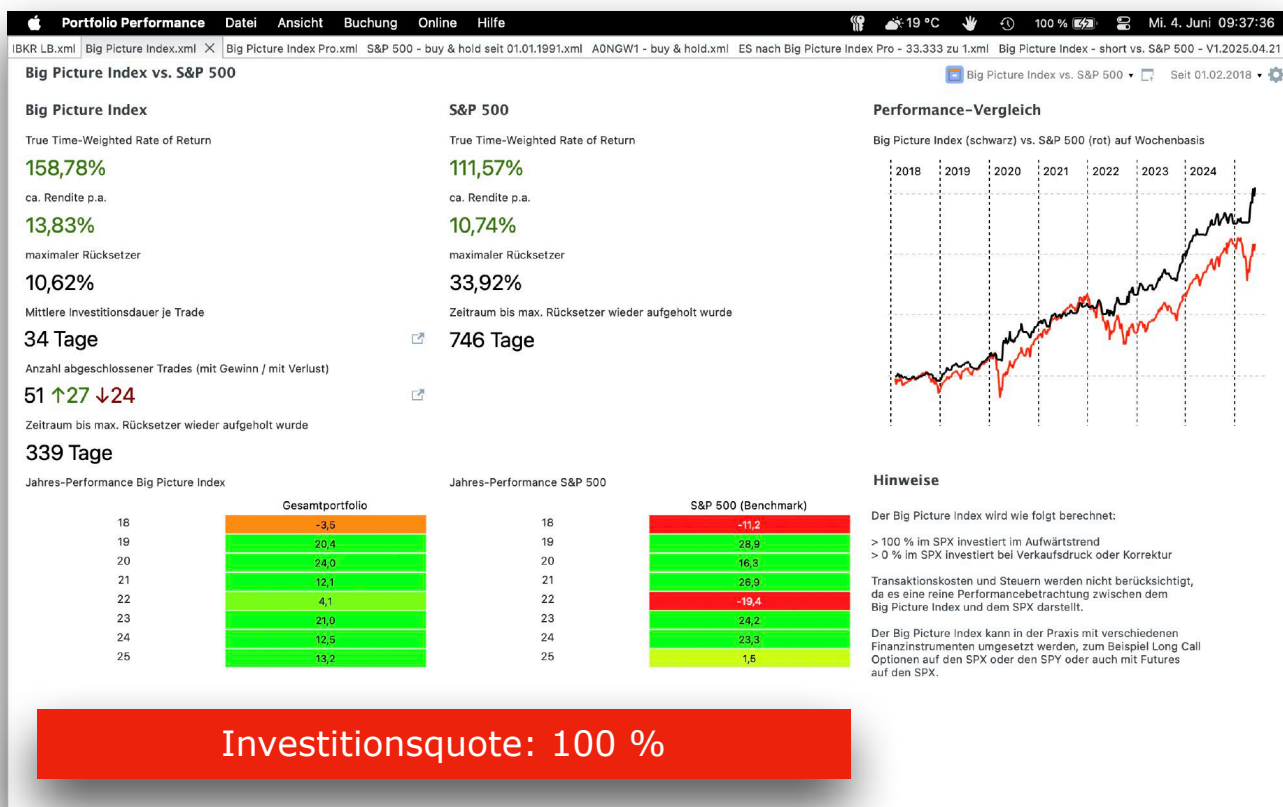 Portfolio Performance Datei Ansicht Buchung Online Hilfe 19 °C 100 % Mi. 4. Juni 09:37:36
IBKR LB.xml Big Picture Index.xml Big Picture Index Pro.xml S&P 500 - buy & hold seit 01.01.1991.xml A0NGW1 - buy & hold.xml ES nach Big Picture Index Pro - 33.333 zu 1.xml Big Picture Index - short vs. S&P 500 - V1.2025.04.21
Big Picture Index vs. S&P 500
Big Picture Index vs. S&P 500 Seit 01.02.2018
Big Picture Index
True Time-Weighted Rate of Return
158,78%
ca. Rendite p.a.
13,83%
maximaler Rücksetzer
10,62%
Mittlere Investitionsdauer je Trade
34 Tage
Anzahl abgeschlossener Trades (mit Gewinn / mit Verlust)
51 ↑27 ↓24
Zeitraum bis max. Rücksetzer wieder aufgeholt wurde
339 Tage
S&P 500
True Time-Weighted Rate of Return
111,57%
ca. Rendite p.a.
10,74%
maximaler Rücksetzer
33,92%
Zeitraum bis max. Rücksetzer wieder aufgeholt wurde
746 Tage
Performance-Vergleich
Big Picture Index (schwarz) vs. S&P 500 (rot) auf Wochenbasis
2018 2019 2020 2021 2022 2023 2024
Jahres-Performance Big Picture Index
Gesamtportfolio
18 -3,5
19 20,4
20 24,0
21 12,1
22 4,1
23 21,0
24 12,5
25 13,2
Jahres-Performance S&P 500
S&P 500 (Benchmark)
18 -11,2
19 28,9
20 16,3
21 26,9
22 -19,4
23 24,2
24 23,3
25 1,5
Hinweise
Der Big Picture Index wird wie folgt berechnet:
> 100 % im SPX investiert im Aufwärtstrend
> 0 % im SPX investiert bei Verkaufsdruck oder Korrektur
Transaktionskosten und Steuern werden nicht berücksichtigt,
da es eine reine Performancebetrachtung zwischen dem
Big Picture Index und dem SPX darstellt.
Der Big Picture Index kann in der Praxis mit verschiedenen
Finanzinstrumenten umgesetzt werden, zum Beispiel Long Call
Optionen auf den SPX oder den SPY oder auch mit Futures
auf den SPX.
Investitionsquote: 100 %